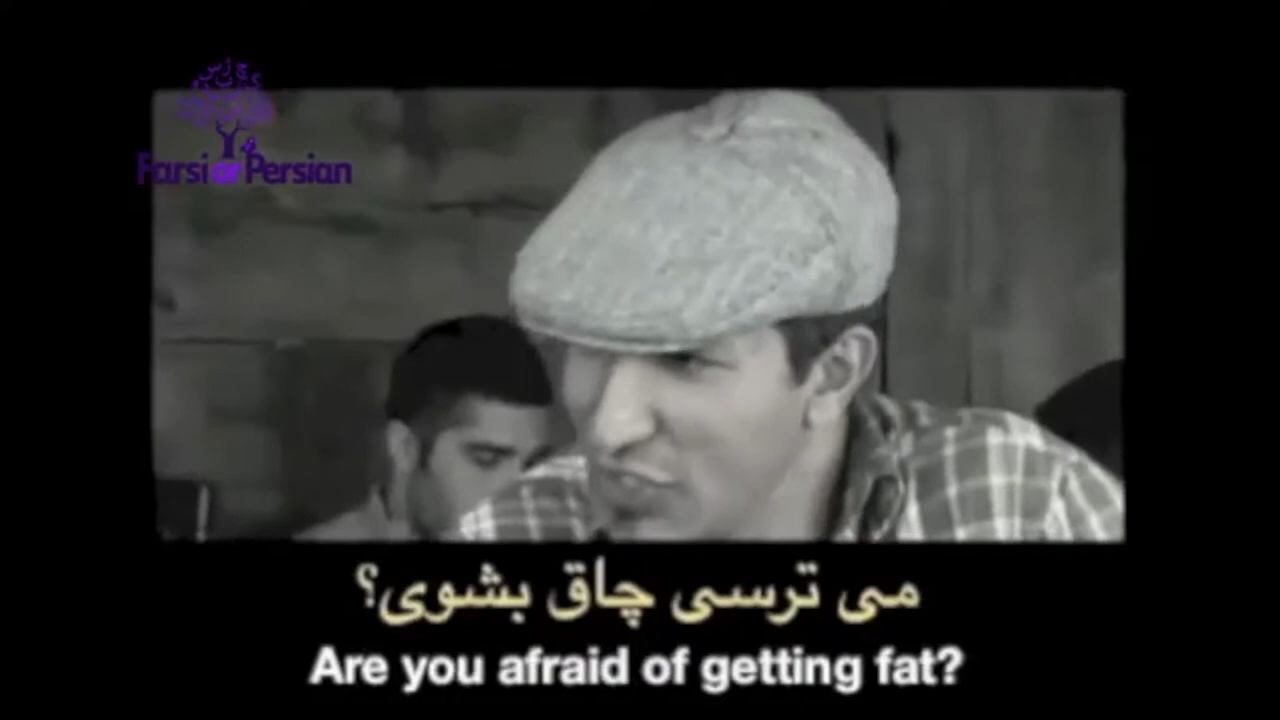 Farsi or Persian
می ترسی چاق بشوی؟
Are you afraid of getting fat?